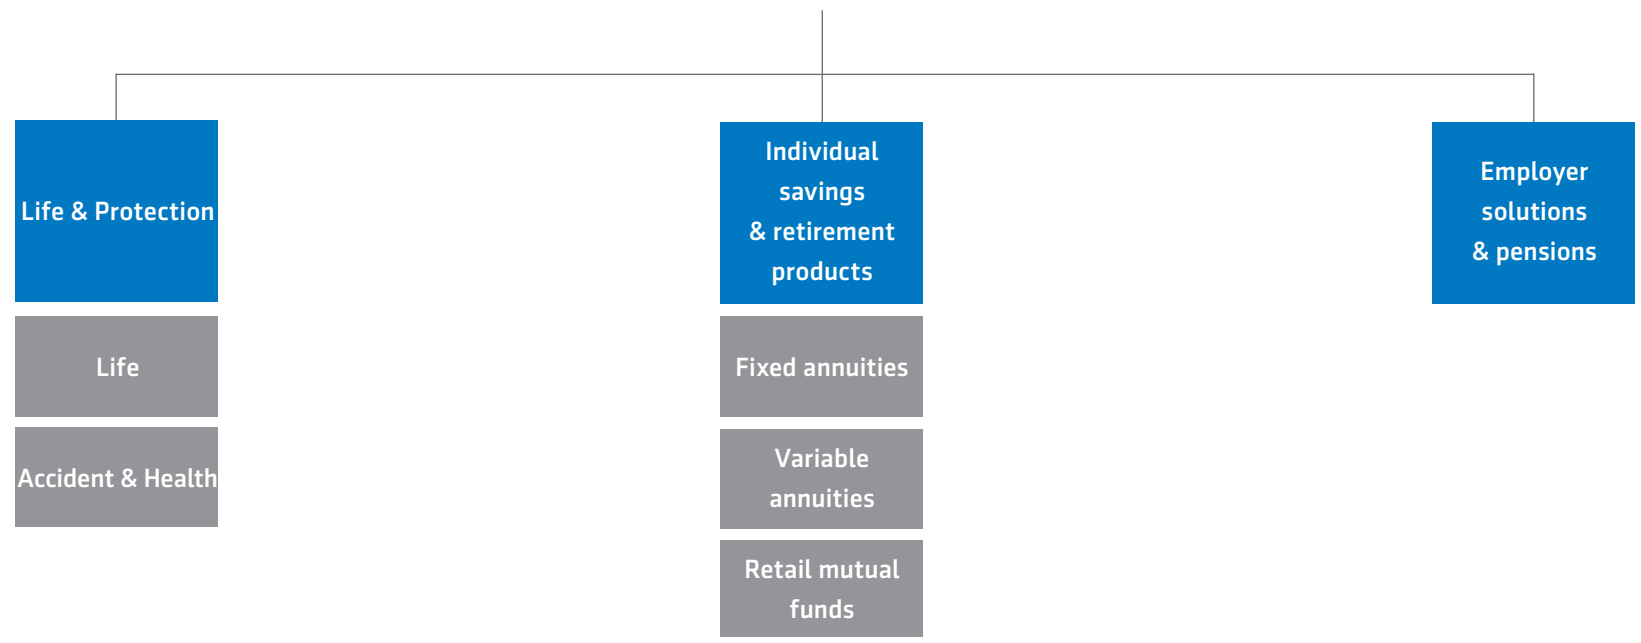 Life & Protection
Individual
savings
& retirement
products
Employer
solutions
& pensions
Life
Fixed annuities
Accident & Health
Variable
annuities
Retail mutual
funds